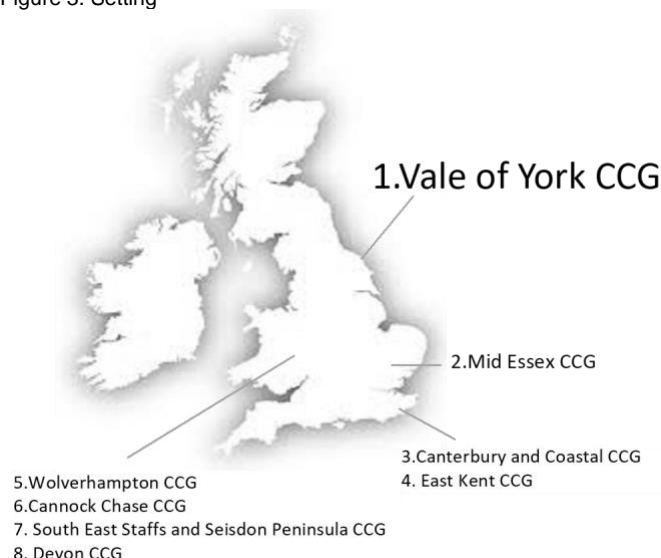 Figure 3. Setting
1.Vale of York CCG
2.Mid Essex CCG
3.Canterbury and Coastal CCG
4. East Kent CCG
5.Wolverhampton CCG
6.Cannock Chase CCG
7. South East Staffs and Seisdon Peninsula CCG
8. Devon CCG